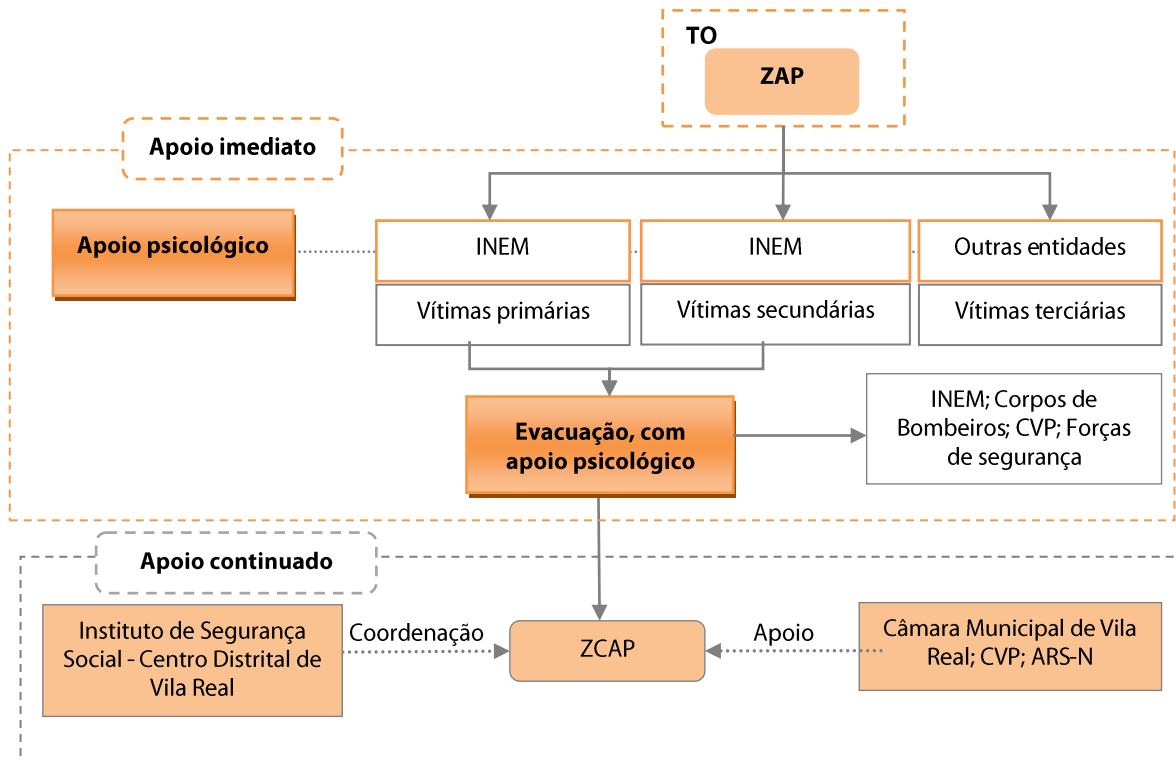 TO
ZAP
Apoio imediato
Apoio psicológico
INEM
INEM
Outras entidades
Vítimas primárias
Vítimas secundárias
Vítimas terciárias
Evacuação, com
apoio psicológico
INEM; Corpos de
Bombeiros; CVP; Forças
de segurança
Apoio continuado
Instituto de Segurança
Social - Centro Distrital de
Vila Real
Coordenação
ZCAP
Apoio
Câmara Municipal de Vila
Real; CVP; ARS-N